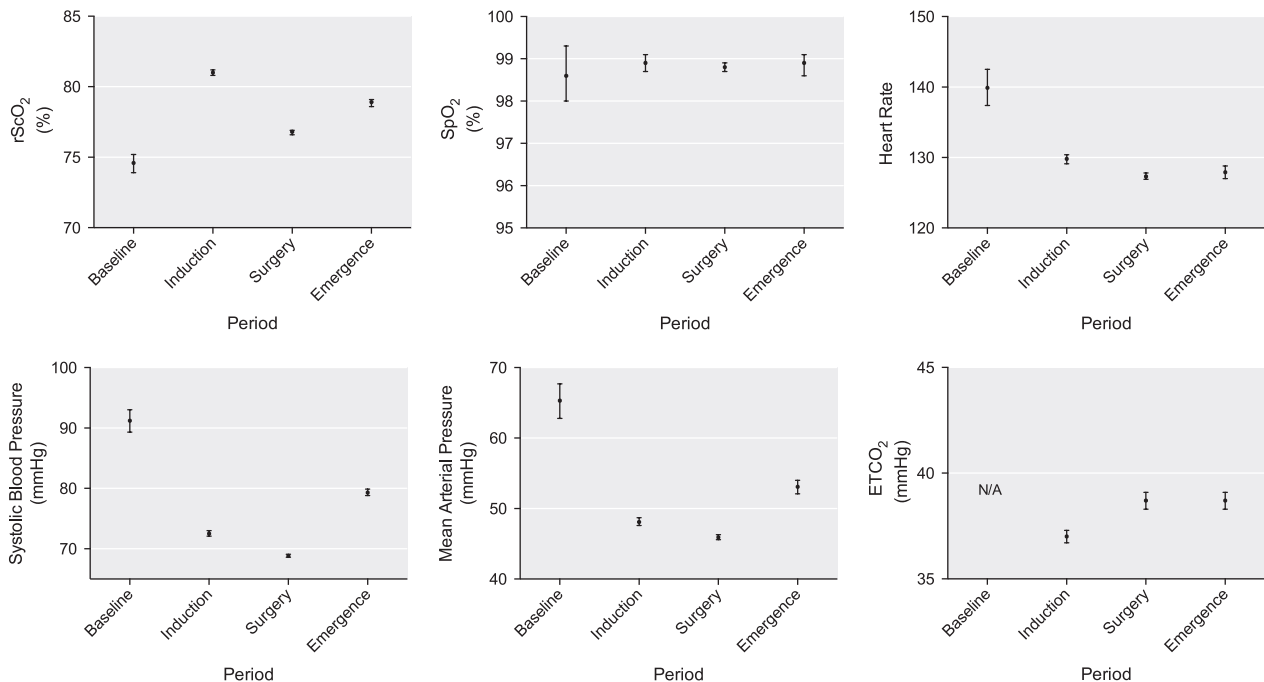 rScO2
(%)
85
80
75
70
Baseline
Induction
Surgery
Emergence
Period
SpO2
(%)
100
99
98
97
96
95
Baseline
Induction
Surgery
Emergence
Period
Heart Rate
150
140
130
120
Baseline
Induction
Surgery
Emergence
Period
Systolic Blood Pressure
(mmHg)
100
90
80
70
Baseline
Induction
Surgery
Emergence
Period
Mean Arterial Pressure
(mmHg)
70
60
50
40
Baseline
Induction
Surgery
Emergence
Period
ETCO2
(mmHg)
45
40
35
N/A
Baseline
Induction
Surgery
Emergence
Period